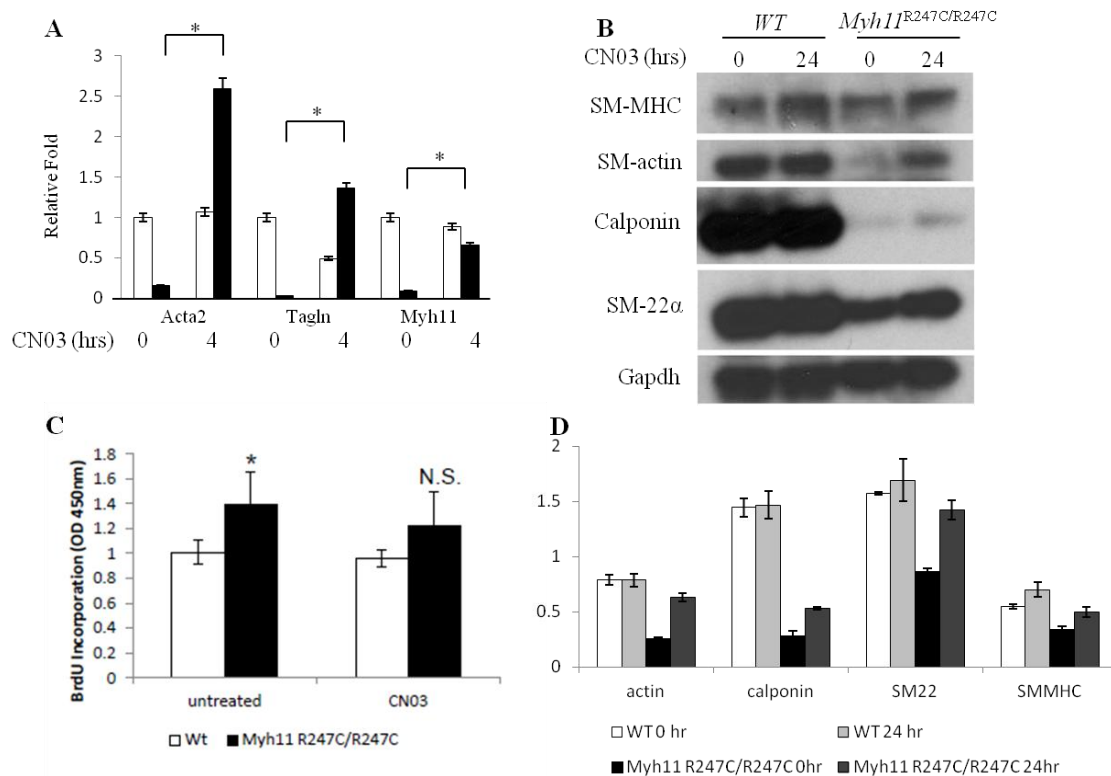 A
*
*
*
3
2.5
2
1.5
1
0.5
0
Relative Fold
Acta2 Tagln Myh11
CN03 (hrs) 0 4 0 4 0 4
B
WT Myh11R247C/R247C
CN03 (hrs) 0 24 0 24
SM-MHC
SM-actin
Calponin
SM-22α
Gapdh
C
BrdU Incorporation (OD 450nm)
1.8
1.6
1.4
1.2
1
0.8
0.6
0.4
0.2
0
*
N.S.
untreated CN03
Wt Myh11 R247C/R247C
D
2
1.5
1
0.5
0
actin calponin SM22 SMMHC
WT 0 hr WT 24 hr
Myh11 R247C/R247C 0hr Myh11 R247C/R247C 24hr